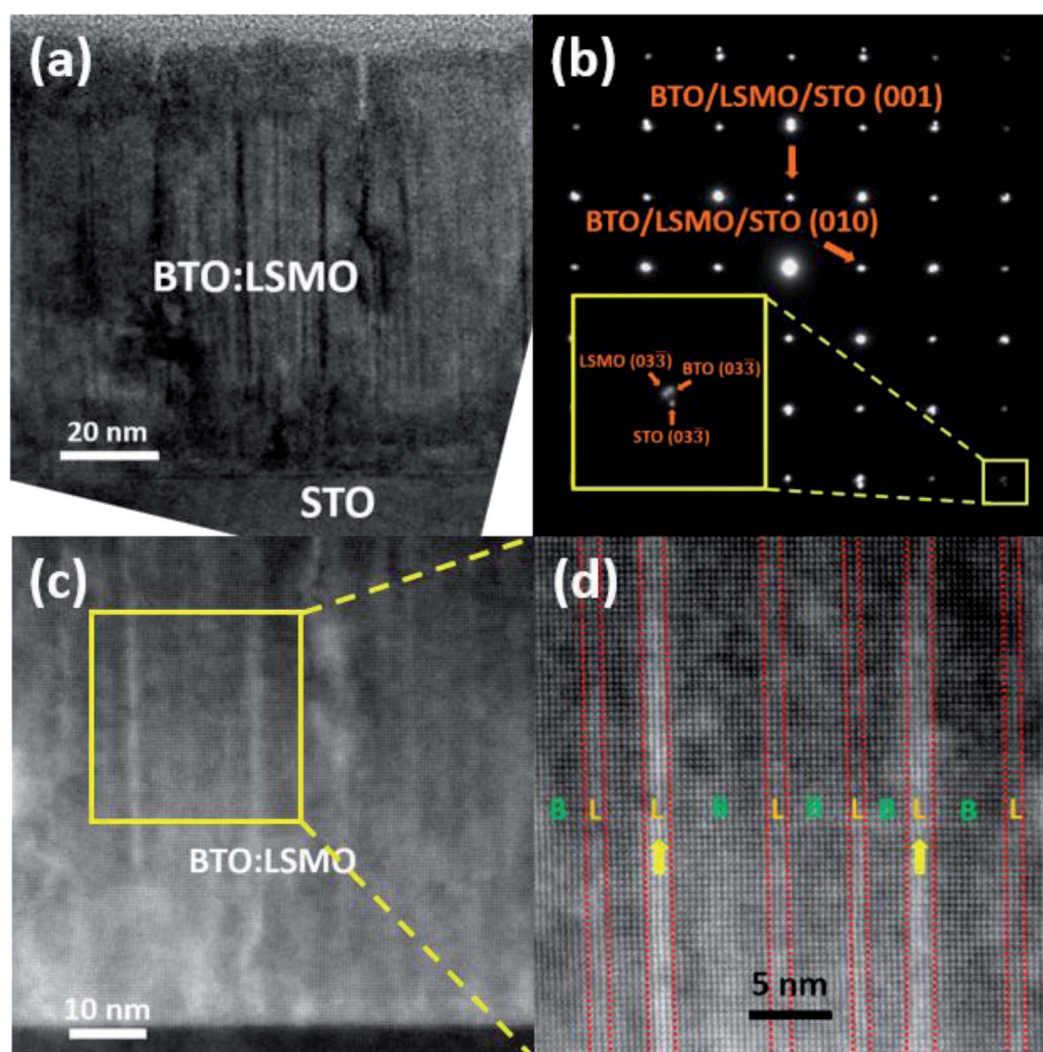 (a)
BTO:LSMO
20 nm
STO
(b)
BTO/LSMO/STO (001)
BTO/LSMO/STO (010)
LSMO (033̅)
BTO (033̅)
STO (033̅)
(c)
BTO:LSMO
10 nm
(d)
B L L B L B L B L B L
5 nm